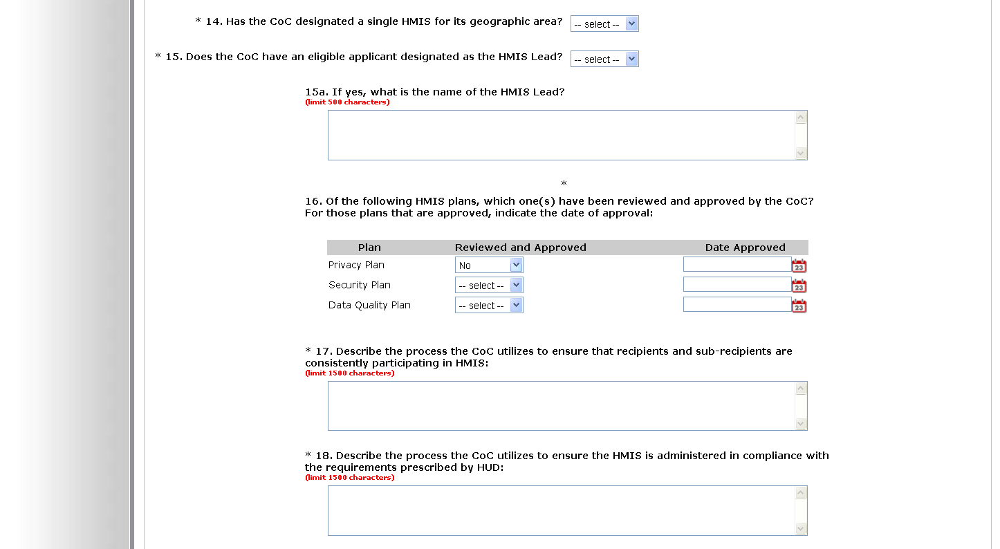 * 14. Has the CoC designated a single HMIS for its geographic area? -- select --
* 15. Does the CoC have an eligible applicant designated as the HMIS Lead? -- select --
15a. If yes, what is the name of the HMIS Lead?
(limit 500 characters)
*
16. Of the following HMIS plans, which one(s) have been reviewed and approved by the CoC?
For those plans that are approved, indicate the date of approval:
Plan Reviewed and Approved Date Approved
Privacy Plan No 23
Security Plan -- select -- 23
Data Quality Plan -- select -- 23
* 17. Describe the process the CoC utilizes to ensure that recipients and sub-recipients are
consistently participating in HMIS:
(limit 1500 characters)
* 18. Describe the process the CoC utilizes to ensure the HMIS is administered in compliance with
the requirements prescribed by HUD:
(limit 1500 characters)